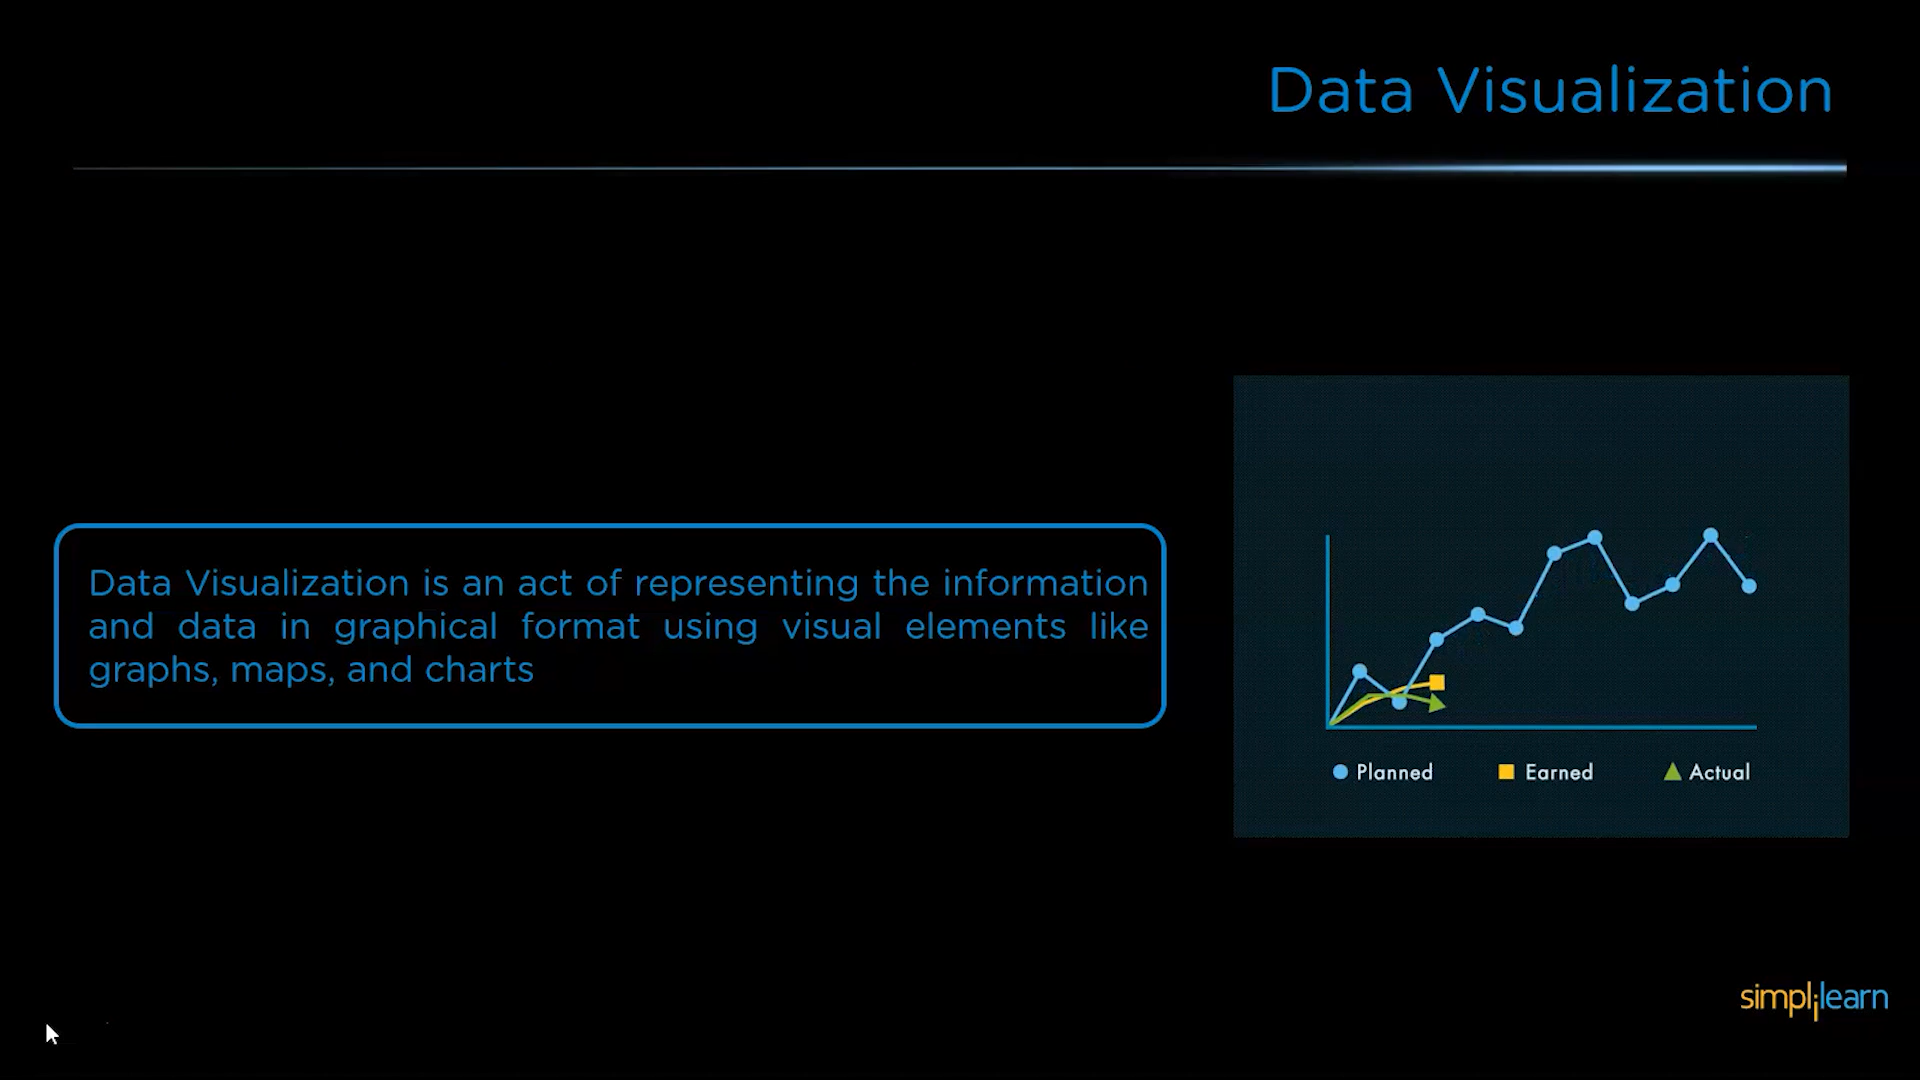 Data Visualization
Data Visualization is an act of representing the information
and data in graphical format using visual elements like
graphs, maps, and charts
Planned Earned Actual
simplilearn